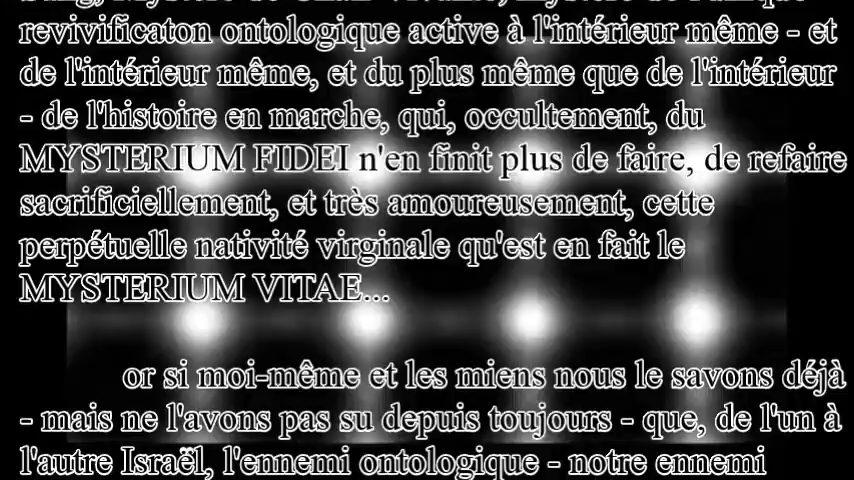 revivificaton ontologique active à l'intérieur même - et
de l'intérieur même, et du plus même que de l'intérieur
- de l'histoire en marche, qui, occultement, du
MYSTERIUM FIDEI n'en finit plus de faire, de refaire
sacrificiellement, et très amoureusement, cette
perpétuelle nativité virginale qu'est en fait le
MYSTERIUM VITAE...
or si moi-même et les miens nous le savons déjà
- mais ne l'avons pas su depuis toujours - que, de l'un à
l'autre Israël, l'ennemi ontologique - notre ennemi